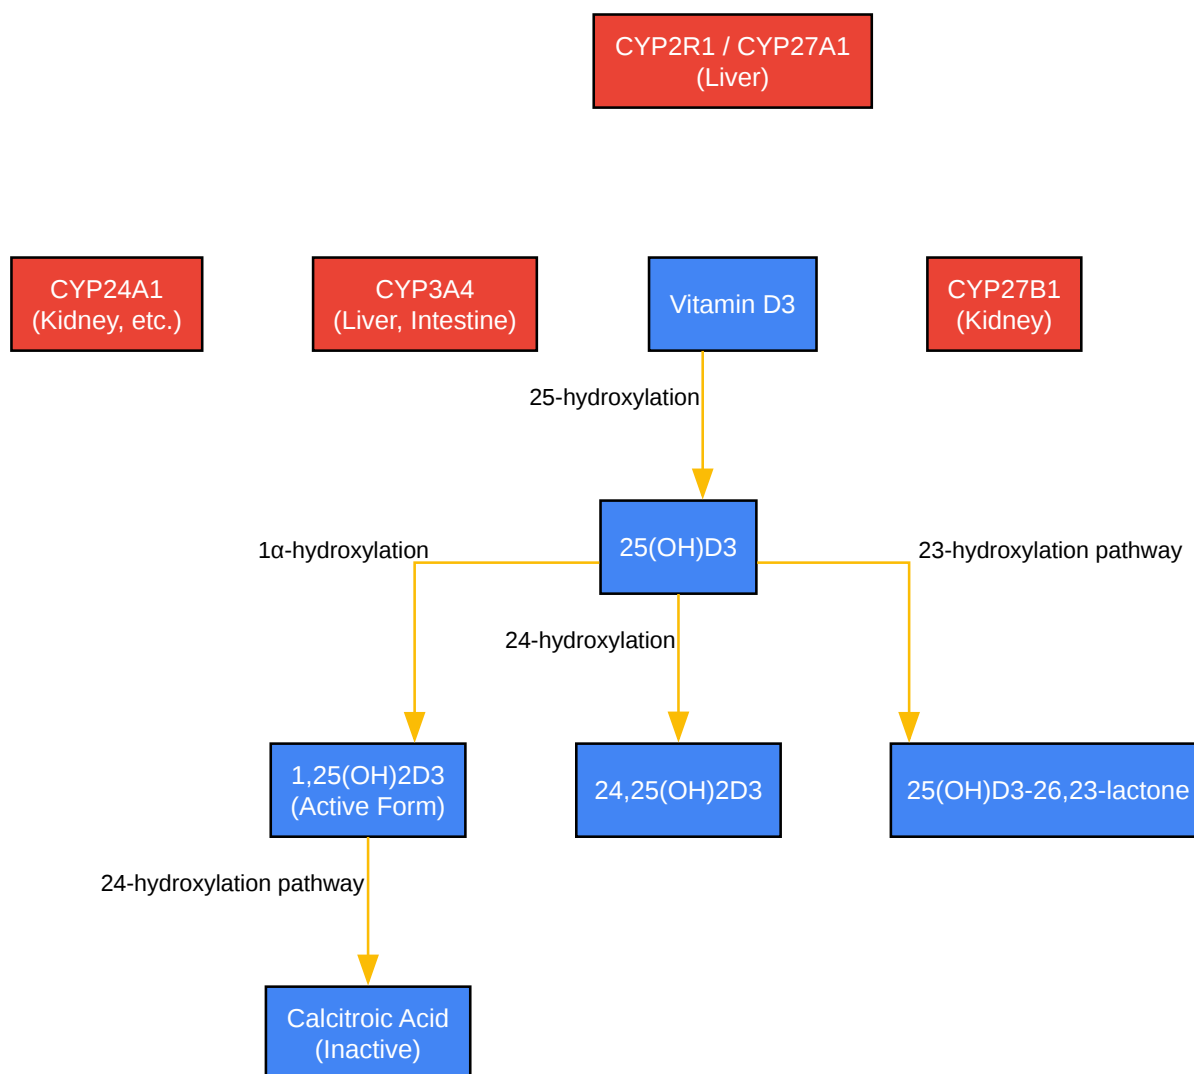 CYP2R1 / CYP27A1
(Liver)
CYP24A1
(Kidney, etc.)
CYP3A4
(Liver, Intestine)
Vitamin D3
CYP27B1
(Kidney)
25-hydroxylation
25(OH)D3
1α-hydroxylation
23-hydroxylation pathway
24-hydroxylation
1,25(OH)2D3
(Active Form)
24,25(OH)2D3
25(OH)D3-26,23-lactone
24-hydroxylation pathway
Calcitroic Acid
(Inactive)